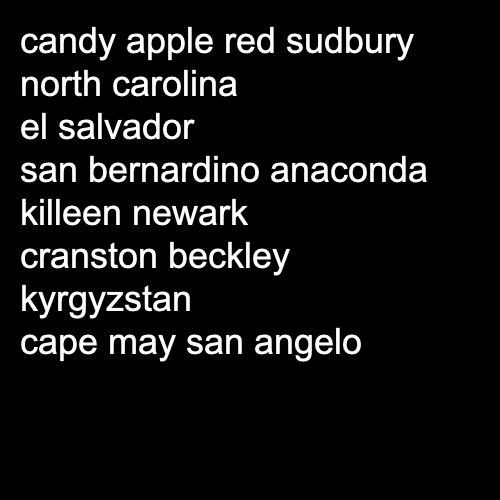 candy apple red sudbury
north carolina
el salvador
san bernardino anaconda
killeen newark
cranston beckley
kyrgyzstan
cape may san angelo